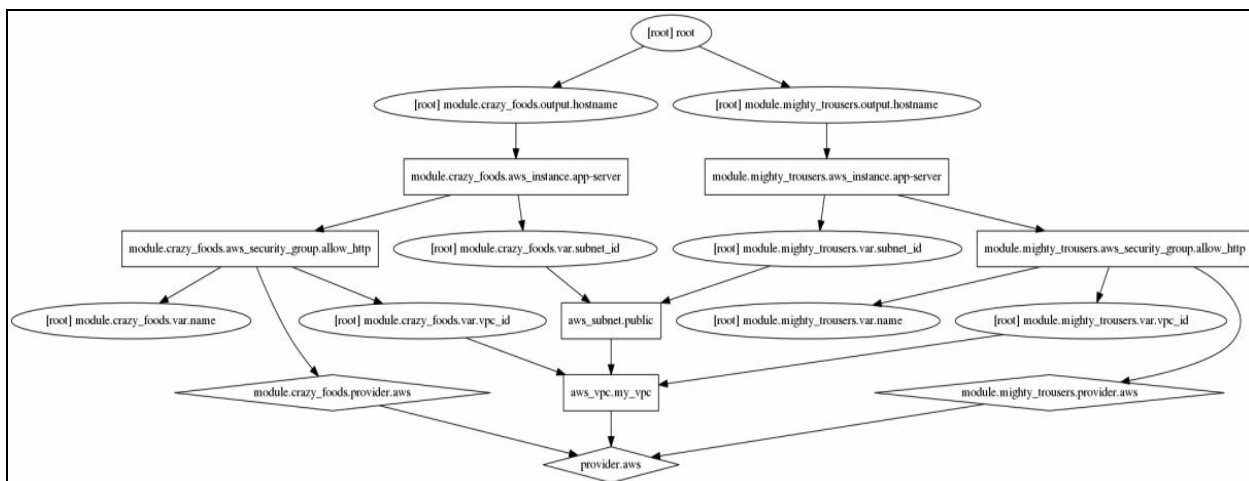 [root] root
[root] module.crazy_foods.output.hostname
[root] module.mighty_trousers.output.hostname
module.crazy_foods.aws_instance.app-server
module.mighty_trousers.aws_instance.app-server
module.crazy_foods.aws_security_group.allow_http
[root] module.crazy_foods.var.subnet_id
[root] module.mighty_trousers.var.subnet_id
module.mighty_trousers.aws_security_group.allow_http
[root] module.crazy_foods.var.name
[root] module.crazy_foods.var.vpc_id
aws_subnet.public
[root] module.mighty_trousers.var.name
[root] module.mighty_trousers.var.vpc_id
module.crazy_foods.provider.aws
aws_vpc.my_vpc
module.mighty_trousers.provider.aws
provider.aws